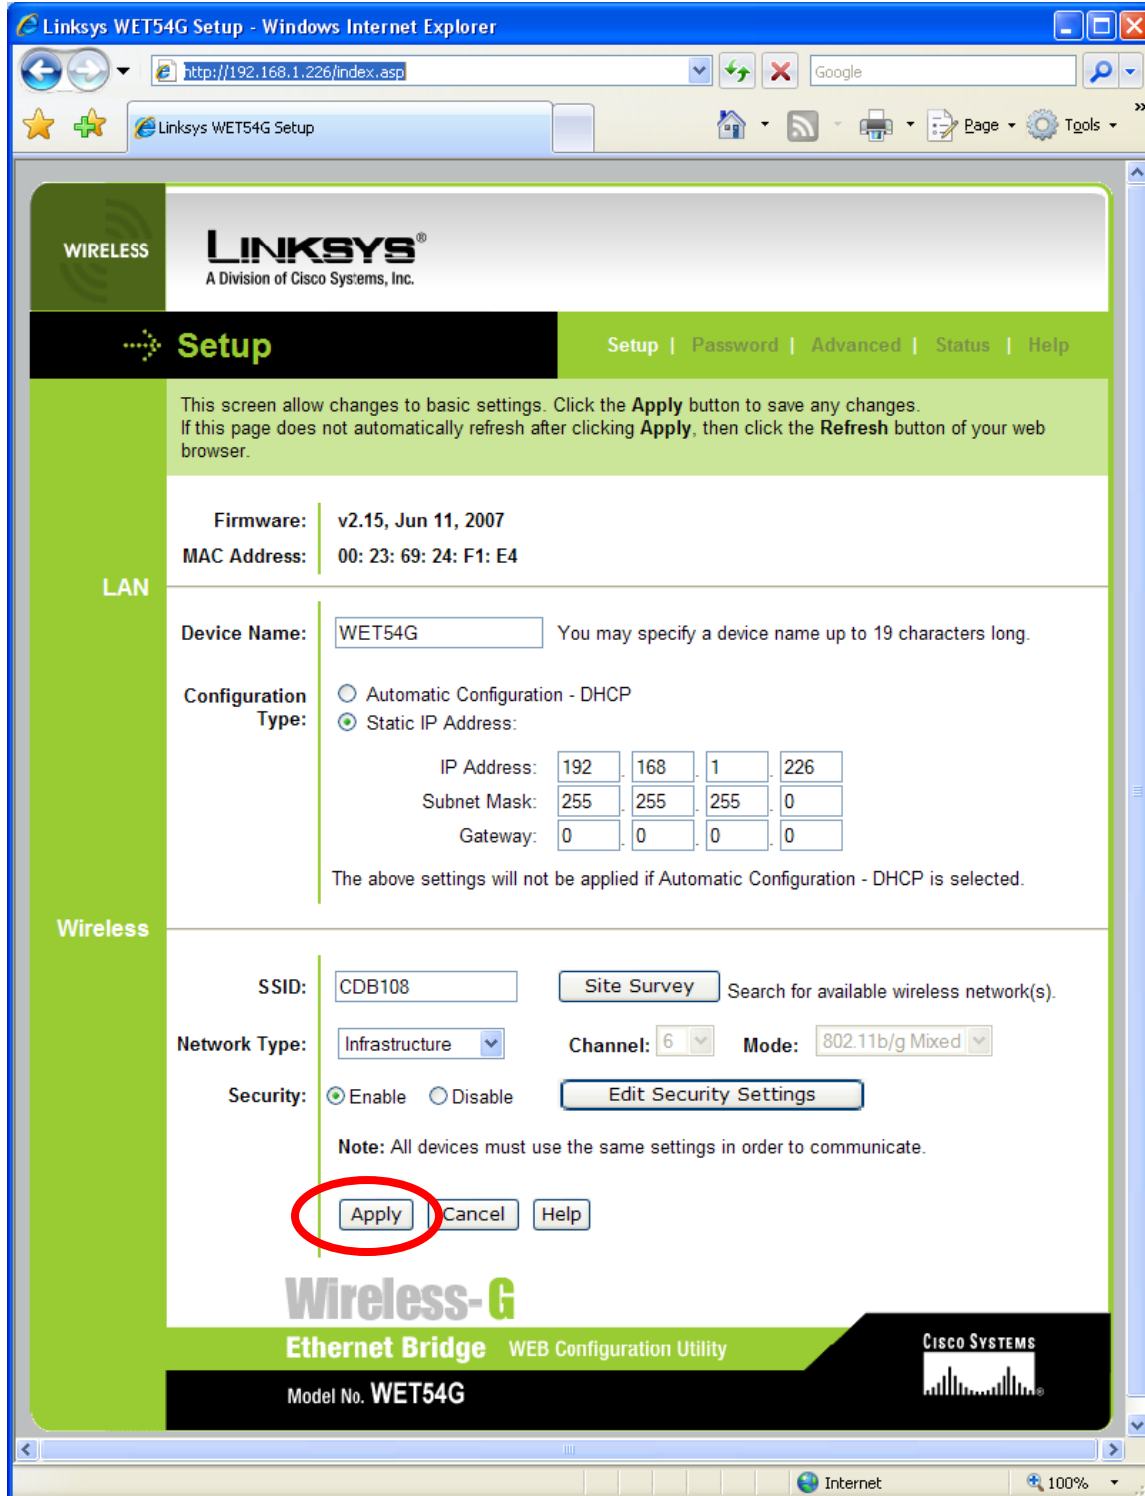 Linksys WET54G Setup - Windows Internet Explorer
http://192.168.1.226/index.asp
Google
Linksys WET54G Setup
Page
Tools
»
WIRELESS
LINKSYS®
A Division of Cisco Systems, Inc.
Setup
Setup | Password | Advanced | Status | Help
This screen allow changes to basic settings. Click the Apply button to save any changes.
If this page does not automatically refresh after clicking Apply, then click the Refresh button of your web
browser.
Firmware: v2.15, Jun 11, 2007
MAC Address: 00: 23: 69: 24: F1: E4
LAN
Device Name: WET54G You may specify a device name up to 19 characters long.
Configuration Type:
Automatic Configuration - DHCP
Static IP Address:
IP Address: 192 . 168 . 1 . 226
Subnet Mask: 255 . 255 . 255 . 0
Gateway: 0 . 0 . 0 . 0
The above settings will not be applied if Automatic Configuration - DHCP is selected.
Wireless
SSID: CDB108 Site Survey Search for available wireless network(s).
Network Type: Infrastructure Channel: 6 Mode: 802.11b/g Mixed
Security: Enable Disable Edit Security Settings
Note: All devices must use the same settings in order to communicate.
Apply Cancel Help
Wireless-G
Ethernet Bridge WEB Configuration Utility
Model No. WET54G
CISCO SYSTEMS
®
Internet
100%